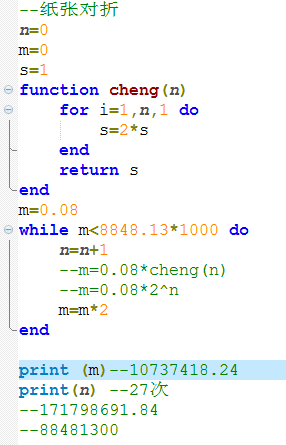 --纸张对折
n=0
m=0
s=1
function cheng(n)
    for i=1,n,1 do
        s=2*s
    end
    return s
end
m=0.08
while m<8848.13*1000 do
    n=n+1
    --m=0.08*cheng(n)
    --m=0.08*2^n
    m=m*2
end

print (m)--10737418.24
print(n) --27次
--171798691.84
--88481300